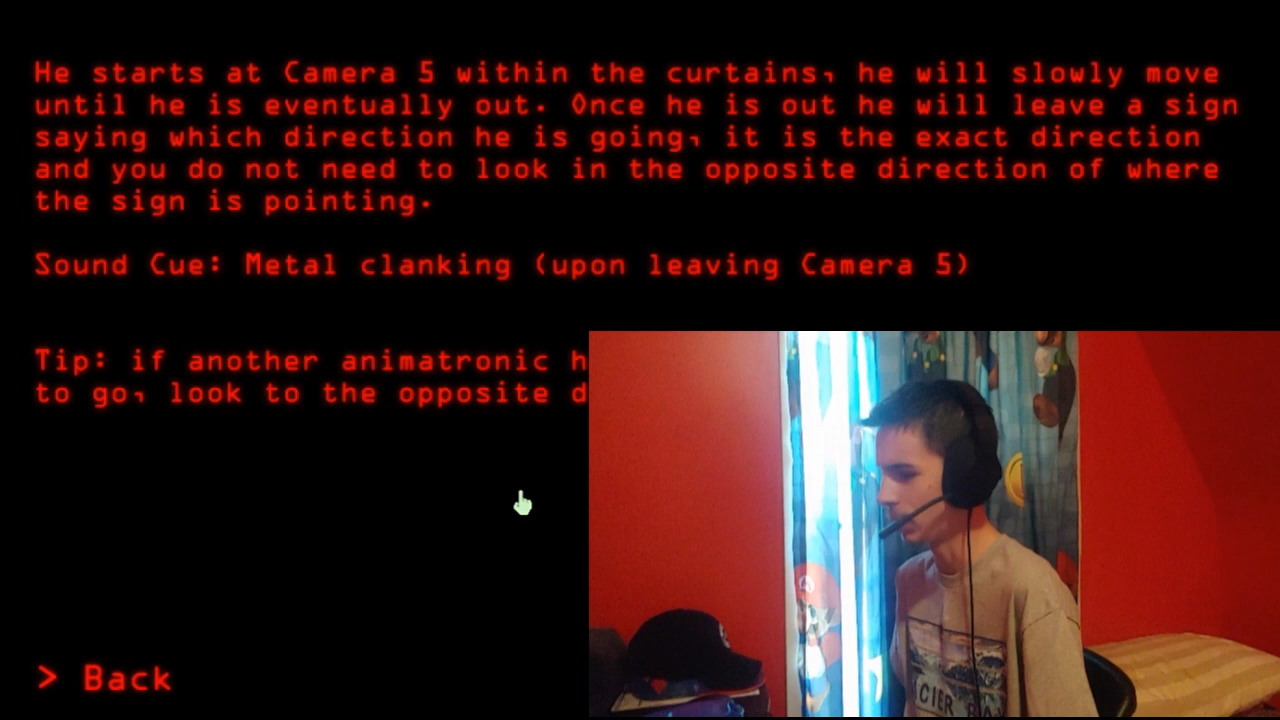 He starts at Camera 5 within the curtains, he will slowly move
until he is eventually out. Once he is out he will leave a sign
saying which direction he is going, it is the exact direction
and you do not need to look in the opposite direction of where
the sign is pointing.
Sound Cue: Metal clanking (upon leaving Camera 5)
Tip: if another animatronic h
to go, look to the opposite d
> Back
CIER BA